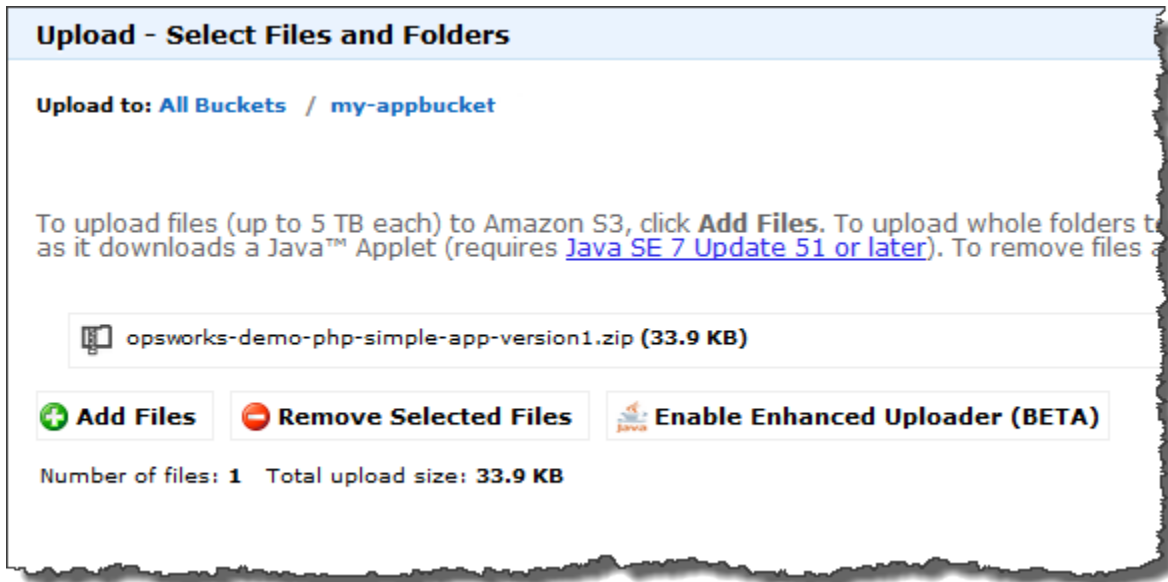 Upload - Select Files and Folders
Upload to: All Buckets / my-appbucket
To upload files (up to 5 TB each) to Amazon S3, click Add Files. To upload whole folders
as it downloads a Java™ Applet (requires Java SE 7 Update 51 or later). To remove files
opsworks-demo-php-simple-app-version1.zip (33.9 KB)
Add Files Remove Selected Files Java Enable Enhanced Uploader (BETA)
Number of files: 1 Total upload size: 33.9 KB